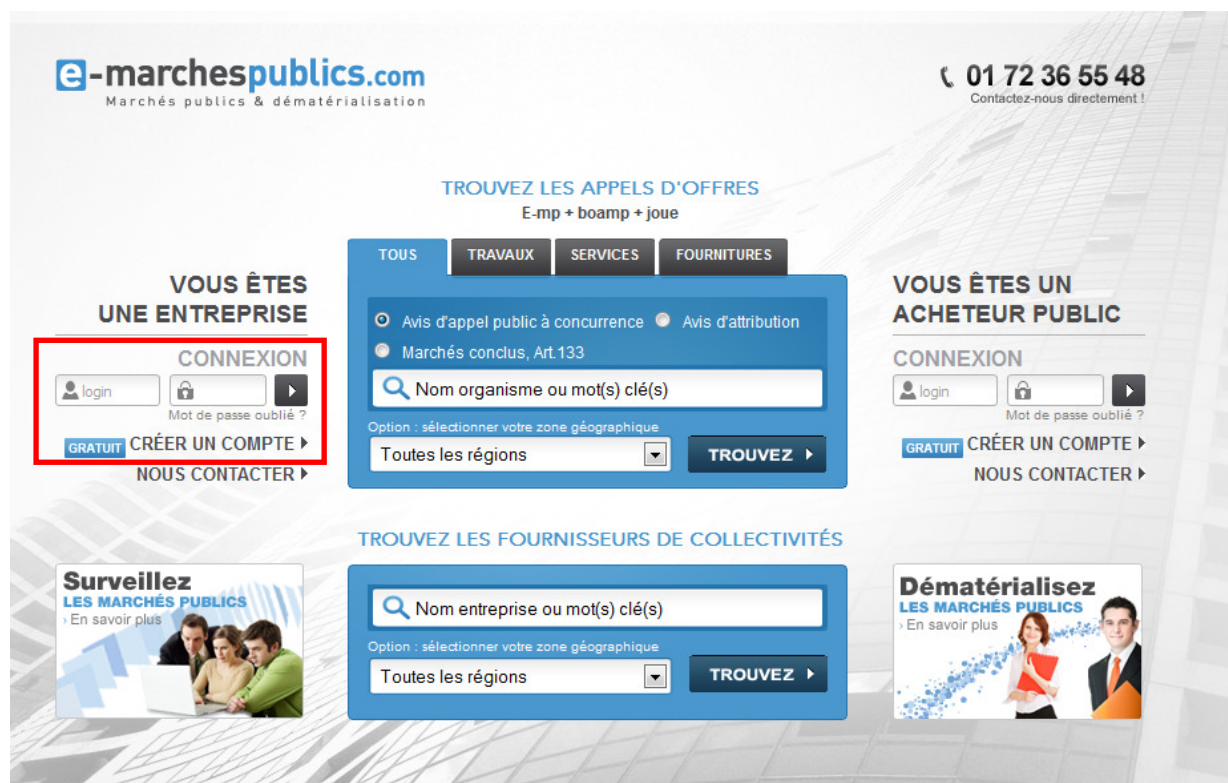 e-marchespublics.com
Marchés publics & dématérialisation
01 72 36 55 48
Contactez-nous directement !
TROUVEZ LES APPELS D'OFFRES
E-mp + boamp + joue
TOUS TRAVAUX SERVICES FOURNITURES
VOUS ÊTES
UNE ENTREPRISE
CONNEXION
login
Mot de passe oublié ?
GRATUIT CRÉER UN COMPTE
NOUS CONTACTER
Avis d'appel public à concurrence Avis d'attribution
Marchés conclus, Art.133
Nom organisme ou mot(s) clé(s)
Option : sélectionner votre zone géographique
Toutes les régions TROUVEZ
VOUS ÊTES UN
ACHETEUR PUBLIC
CONNEXION
login
Mot de passe oublié ?
GRATUIT CRÉER UN COMPTE
NOUS CONTACTER
TROUVEZ LES FOURNISSEURS DE COLLECTIVITÉS
Surveillez
LES MARCHÉS PUBLICS
› En savoir plus
Nom entreprise ou mot(s) clé(s)
Option : sélectionner votre zone géographique
Toutes les régions TROUVEZ
Dématérialisez
LES MARCHÉS PUBLICS
› En savoir plus